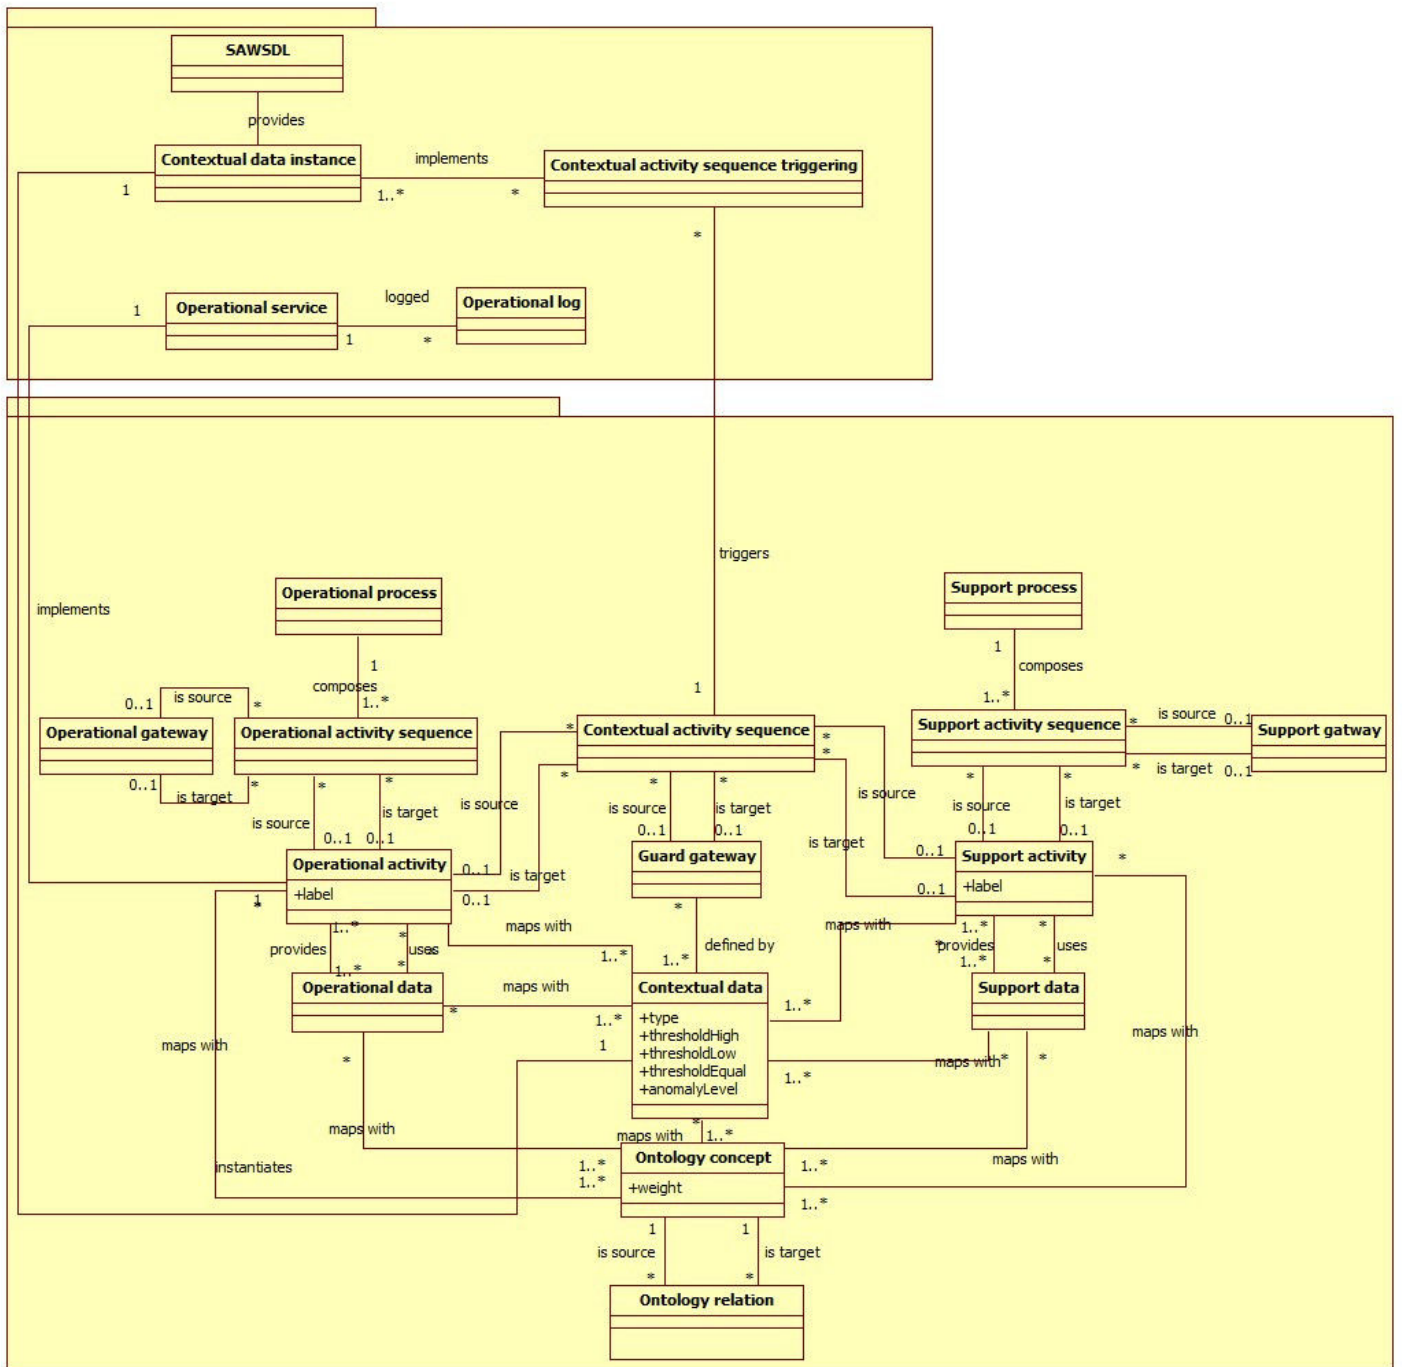 SAWSDL
provides
Contextual data instance
implements
Contextual activity sequence triggering
1
1..*
*
*
Operational service
logged
Operational log
1
1
*
triggers
implements
Operational process
Support process
1
composes
1..*
1
composes
1..*
0..1
is source
*
1
Operational gateway
Operational activity sequence
Contextual activity sequence
Support activity sequence
Support gatway
*
is source
0..1
*
is target
0..1
0..1
is target
*
*
*
*
*
*
*
*
*
*
*
is source
is target
is source
is source
is target
is source
is source
is target
0..1
0..1
0..1
0..1
is target
0..1
0..1
Operational activity
+label
0..1
is target
0..1
Guard gateway
0..1
0..1
Support activity
+label
*
1
*
1..*
provides
*
uses
*
1..*
*
maps with
1..*
*
defined by
1..*
maps with
*
1..*
provides
1..*
*
uses
*
Operational data
*
maps with
1..*
Contextual data
+type
+thresholdHigh
+thresholdLow
+thresholdEqual
+anomalyLevel
1..*
Support data
maps with
*
1
maps with
*
*
1..*
maps with
maps with
*
maps with
1..*
instantiates
1..*
1..*
Ontology concept
+weight
1..*
maps with
1..*
1
1
is source
is target
*
*
Ontology relation